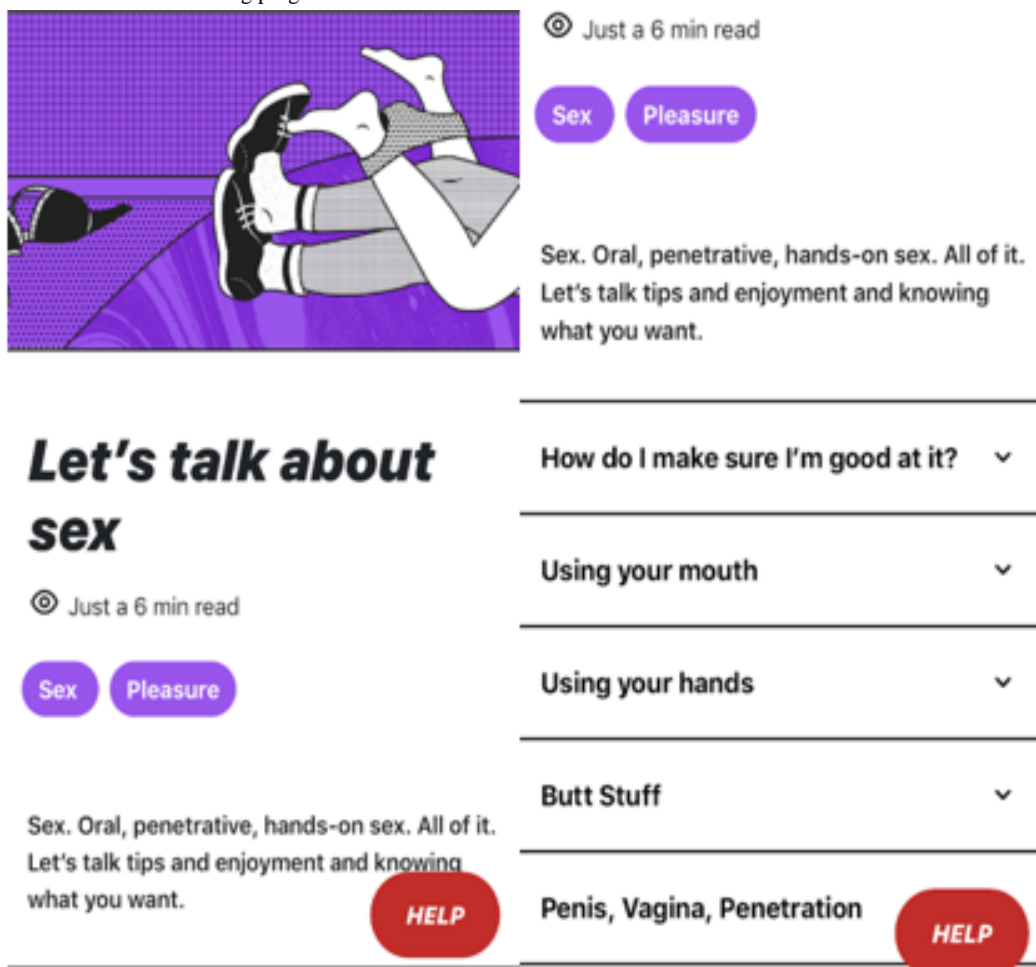 Let's talk about
sex
Just a 6 min read
Sex
Pleasure
Sex. Oral, penetrative, hands-on sex. All of it.
Let's talk tips and enjoyment and knowing
what you want.
HELP
Just a 6 min read
Sex
Pleasure
Sex. Oral, penetrative, hands-on sex. All of it.
Let's talk tips and enjoyment and knowing
what you want.
How do I make sure I'm good at it?
Using your mouth
Using your hands
Butt Stuff
Penis, Vagina, Penetration
HELP